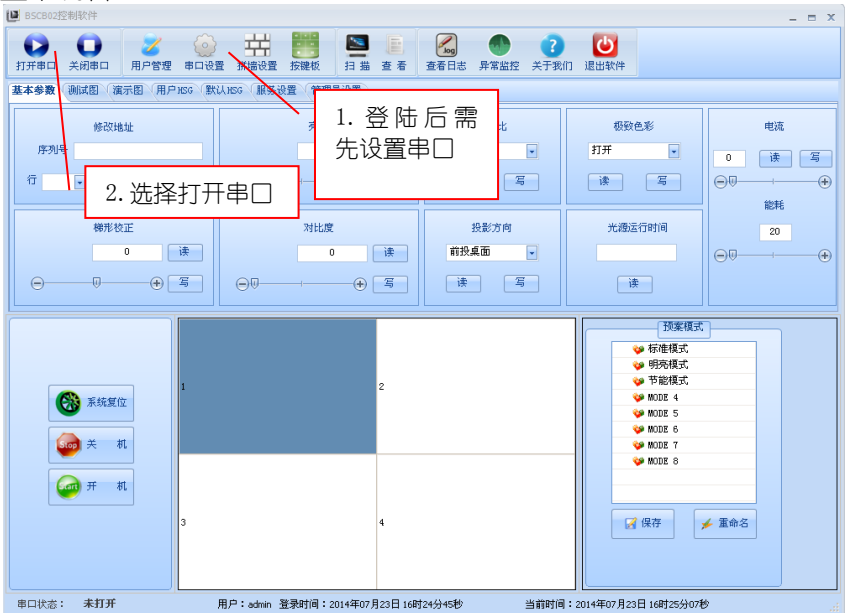 BSCB02控制软件
打开串口 关闭串口 用户管理 串口设置 拼墙设置 按键板 扫描 查看 查看日志 异常监控 关于我们 退出软件
基本参数 测试图 演示图 用户MSG 默认MSG 服务设置
1.登陆后需
先设置串口
2.选择打开串口
修改地址
序列号
行
比
写
极致色彩
打开
读 写
电流
0 读 写
能耗
20
梯形校正
0 读
写
对比度
0 读
写
投影方向
前投桌面
读 写
光源运行时间
读
系统复位
Stop 关 机
Start 开 机
1 2
3 4
预案模式
标准模式
明亮模式
节能模式
MODE 4
MODE 5
MODE 6
MODE 7
MODE 8
保存 重命名
串口状态： 未打开 用户：admin 登录时间：2014年07月23日16时24分45秒 当前时间：2014年07月23日16时25分07秒